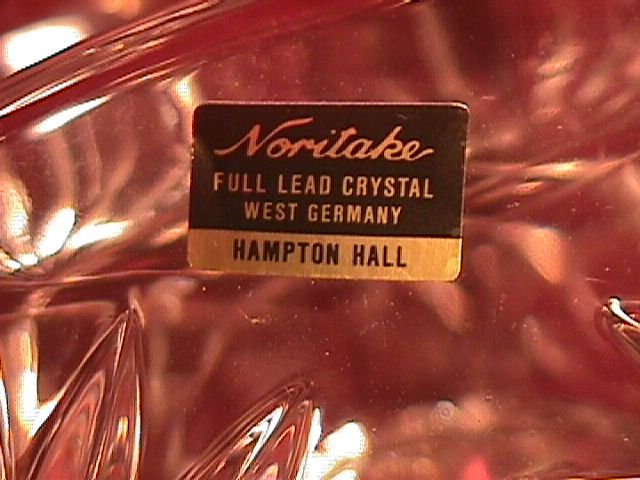 Noritake
FULL LEAD CRYSTAL
WEST GERMANY
HAMPTON HALL